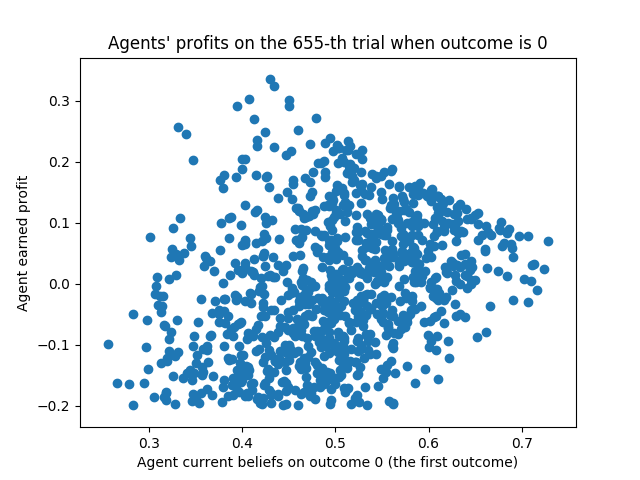 Agents' profits on the 655-th trial when outcome is 0
Agent earned profit
0.3
0.2
0.1
0.0
−0.1
−0.2
0.3 0.4 0.5 0.6 0.7
Agent current beliefs on outcome 0 (the first outcome)